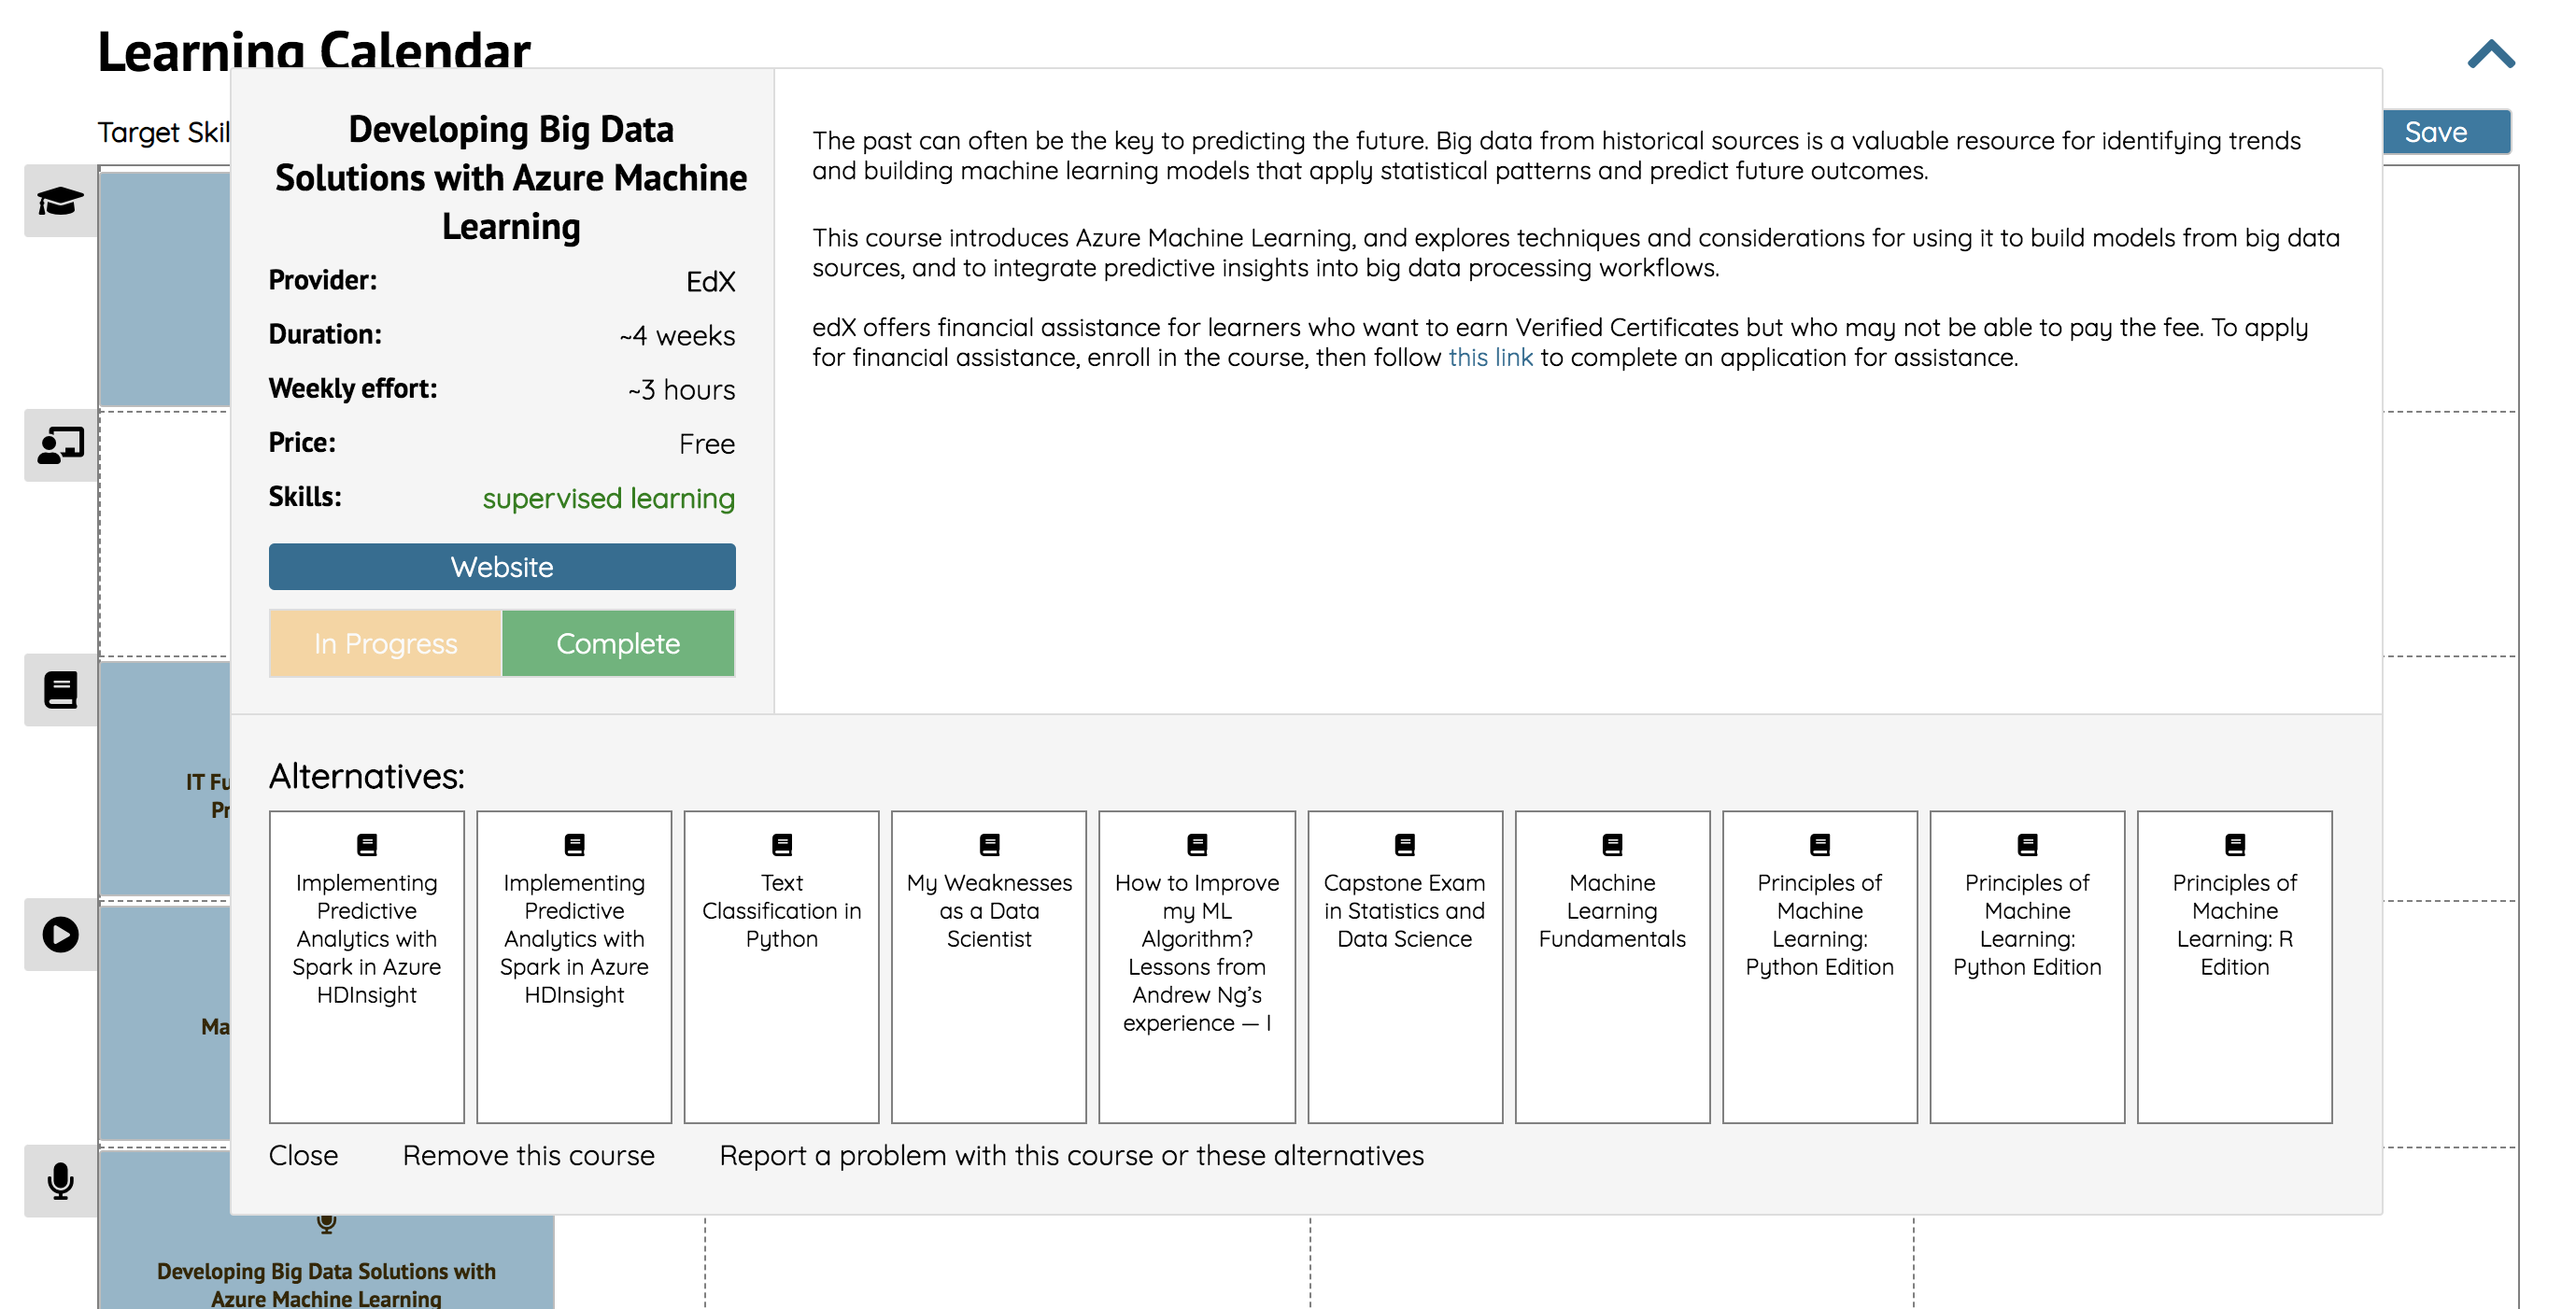 Learning Calendar
Target Skil
Save
Developing Big Data
Solutions with Azure Machine
Learning
Provider: EdX
Duration: ~4 weeks
Weekly effort: ~3 hours
Price: Free
Skills: supervised learning
Website
In Progress Complete
The past can often be the key to predicting the future. Big data from historical sources is a valuable resource for identifying trends
and building machine learning models that apply statistical patterns and predict future outcomes.
This course introduces Azure Machine Learning, and explores techniques and considerations for using it to build models from big data
sources, and to integrate predictive insights into big data processing workflows.
edX offers financial assistance for learners who want to earn Verified Certificates but who may not be able to pay the fee. To apply
for financial assistance, enroll in the course, then follow this link to complete an application for assistance.
IT Fu
Pr
Ma
Alternatives:
Implementing
Predictive
Analytics with
Spark in Azure
HDInsight
Implementing
Predictive
Analytics with
Spark in Azure
HDInsight
Text
Classification in
Python
My Weaknesses
as a Data
Scientist
How to Improve
my ML
Algorithm?
Lessons from
Andrew Ng's
experience — I
Capstone Exam
in Statistics and
Data Science
Machine
Learning
Fundamentals
Principles of
Machine
Learning:
Python Edition
Principles of
Machine
Learning:
Python Edition
Principles of
Machine
Learning: R
Edition
Close Remove this course Report a problem with this course or these alternatives
Developing Big Data Solutions with
Azure Machine Learning